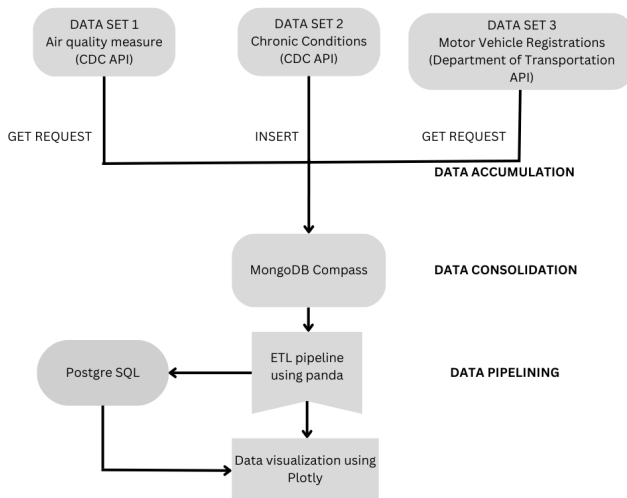 DATA SET 1
Air quality measure
(CDC API)
DATA SET 2
Chronic Conditions
(CDC API)
DATA SET 3
Motor Vehicle Registrations
(Department of Transportation
API)
GET REQUEST
INSERT
GET REQUEST
DATA ACCUMULATION
MongoDB Compass
DATA CONSOLIDATION
ETL pipeline
using panda
Postgre SQL
DATA PIPELINING
Data visualization using
Plotly